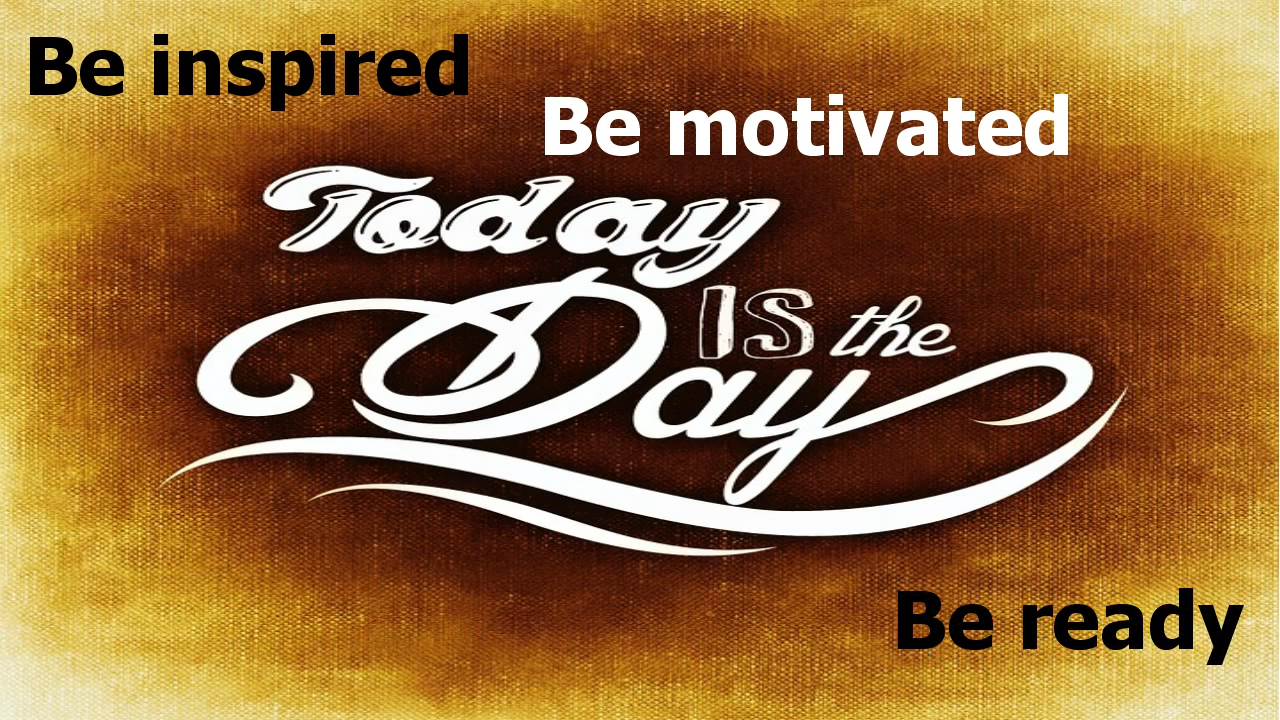 Be inspired
Be motivated
Today
IS the
Day
Be ready